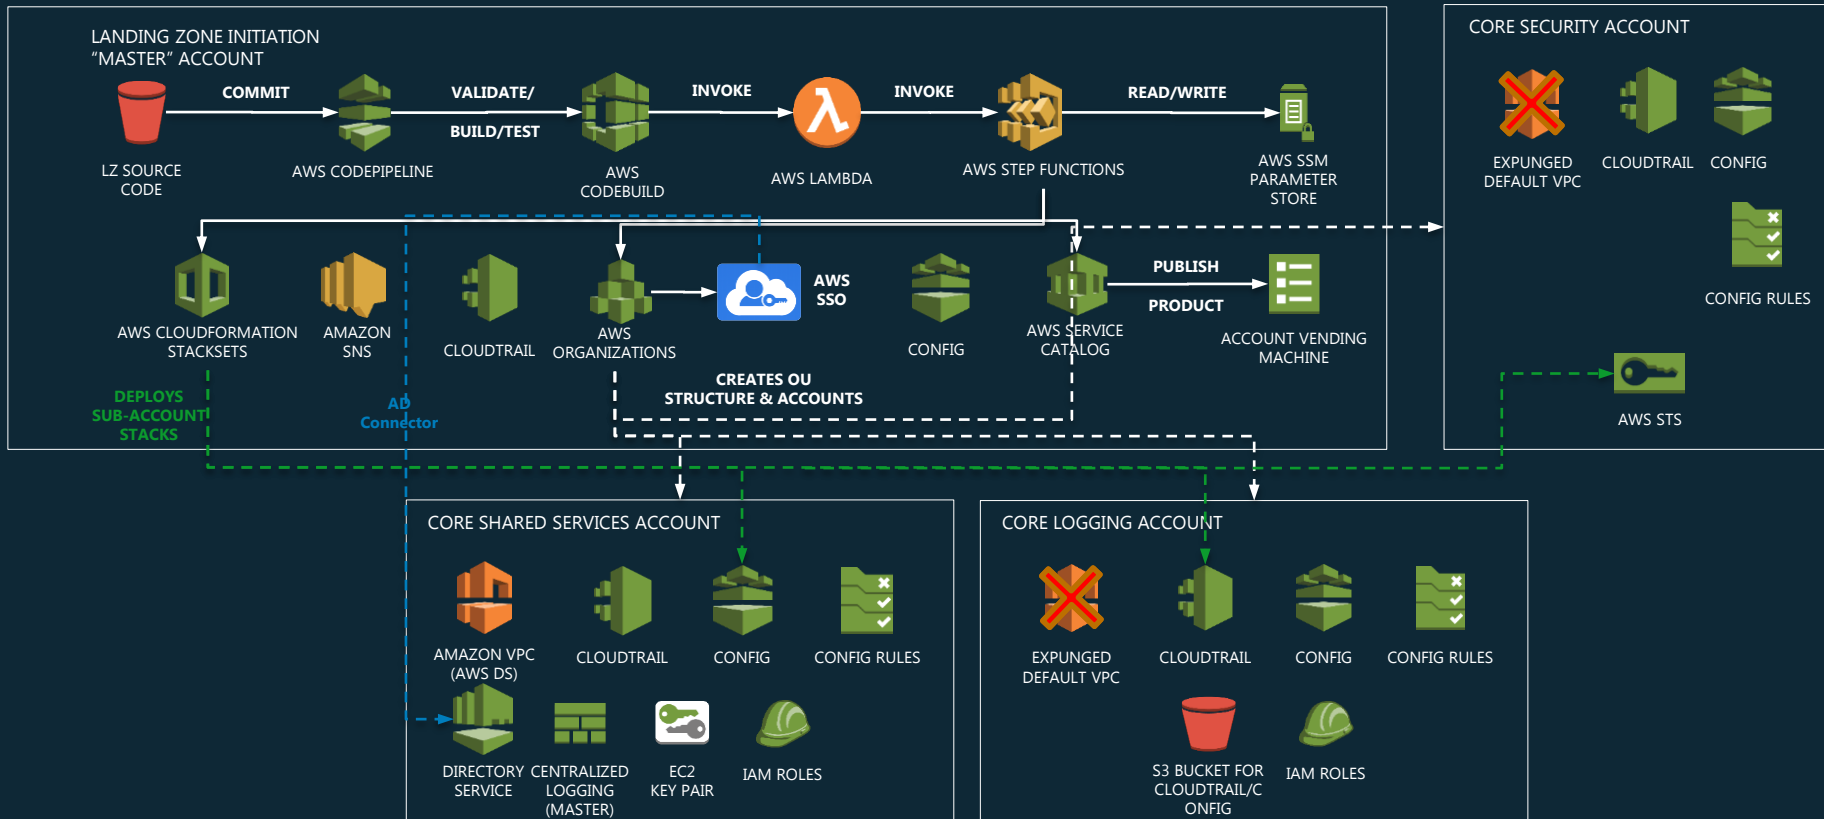 LANDING ZONE INITIATION
“MASTER” ACCOUNT
COMMIT
VALIDATE/
BUILD/TEST
INVOKE
INVOKE
READ/WRITE
LZ SOURCE
CODE
AWS CODEPIPELINE
AWS
CODEBUILD
AWS LAMBDA
AWS STEP FUNCTIONS
AWS SSM
PARAMETER
STORE
AWS CLOUDFORMATION
STACKSETS
AMAZON
SNS
CLOUDTRAIL
AWS
ORGANIZATIONS
AWS
SSO
CONFIG
AWS SERVICE
CATALOG
PUBLISH
PRODUCT
ACCOUNT VENDING
MACHINE
DEPLOYS
SUB-ACCOUNT
STACKS
AD
Connector
CREATES OU
STRUCTURE & ACCOUNTS
CORE SECURITY ACCOUNT
EXPUNGED
DEFAULT VPC
CLOUDTRAIL
CONFIG
CONFIG RULES
AWS STS
CORE SHARED SERVICES ACCOUNT
AMAZON VPC
(AWS DS)
CLOUDTRAIL
CONFIG
CONFIG RULES
DIRECTORY
SERVICE
CENTRALIZED
LOGGING
(MASTER)
EC2
KEY PAIR
IAM ROLES
CORE LOGGING ACCOUNT
EXPUNGED
DEFAULT VPC
CLOUDTRAIL
CONFIG
CONFIG RULES
S3 BUCKET FOR
CLOUDTRAIL/C
ONFIG
IAM ROLES